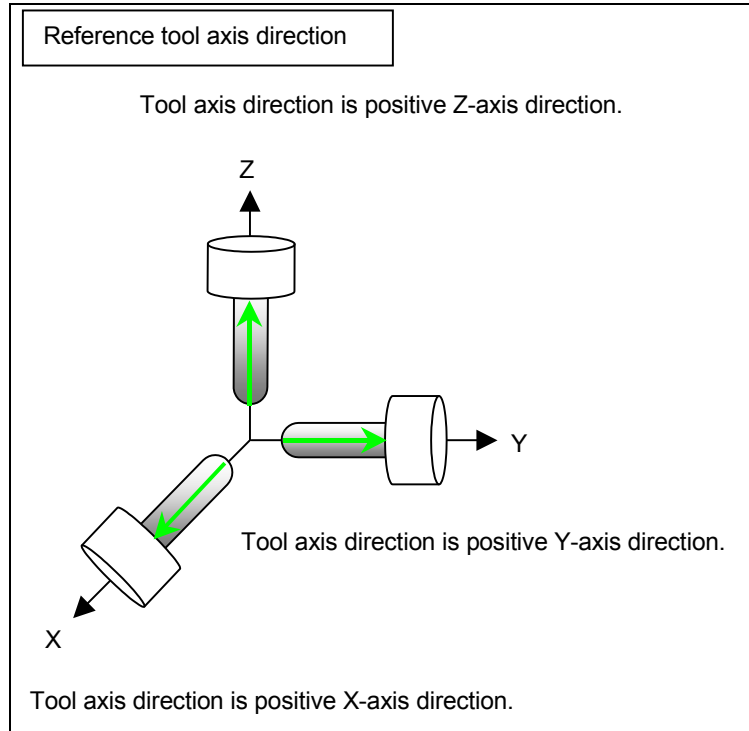 Reference tool axis direction
Tool axis direction is positive Z-axis direction.
Z
Y
Tool axis direction is positive Y-axis direction.
X
Tool axis direction is positive X-axis direction.